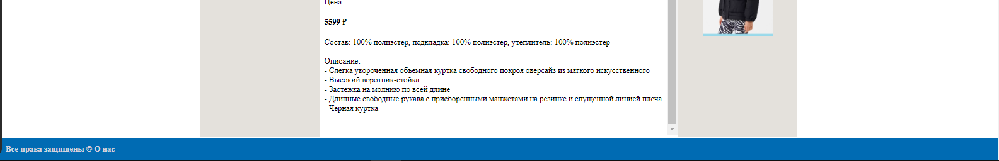 Цена:
5599 ₽
Состав: 100% полиэстер, подкладка: 100% полиэстер, утеплитель: 100% полиэстер
Описание:
- Слегка укороченная объемная куртка свободного покроя оверсайз из мягкого искусственного
- Высокий воротник-стойка
- Застежка на молнию по всей длине
- Длинные свободные рукава с присборенными манжетами на резинке и спущенной линией плеча
- Черная куртка
Все права защищены © О нас